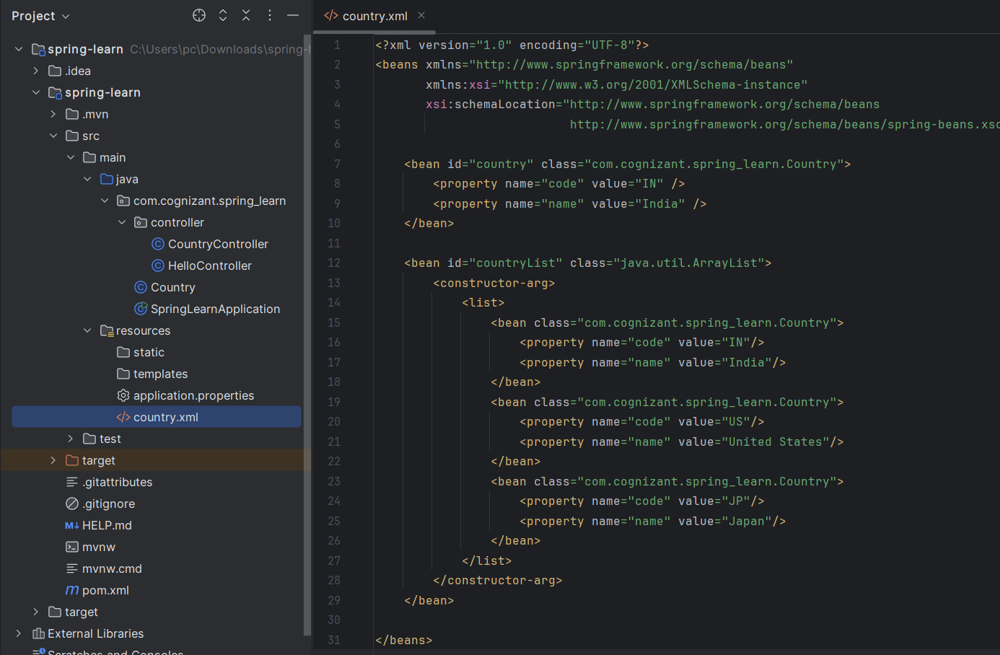 Project
spring-learn C:\Users\pc\Downloads\spring-l
.idea
spring-learn
.mvn
src
main
java
com.cognizant.spring_learn
controller
CountryController
HelloController
Country
SpringLearnApplication
resources
static
templates
application.properties
country.xml
test
target
.gitattributes
.gitignore
HELP.md
mvnw
mvnw.cmd
pom.xml
target
External Libraries
Scratches and Consoles
country.xml
1 <?xml version="1.0" encoding="UTF-8"?>
2 <beans xmlns="http://www.springframework.org/schema/beans"
3 xmlns:xsi="http://www.w3.org/2001/XMLSchema-instance"
4 xsi:schemaLocation="http://www.springframework.org/schema/beans
5 http://www.springframework.org/schema/beans/spring-beans.xsd
6
7 <bean id="country" class="com.cognizant.spring_learn.Country">
8 <property name="code" value="IN" />
9 <property name="name" value="India" />
10 </bean>
11
12 <bean id="countryList" class="java.util.ArrayList">
13 <constructor-arg>
14 <list>
15 <bean class="com.cognizant.spring_learn.Country">
16 <property name="code" value="IN"/>
17 <property name="name" value="India"/>
18 </bean>
19 <bean class="com.cognizant.spring_learn.Country">
20 <property name="code" value="US"/>
21 <property name="name" value="United States"/>
22 </bean>
23 <bean class="com.cognizant.spring_learn.Country">
24 <property name="code" value="JP"/>
25 <property name="name" value="Japan"/>
26 </bean>
27 </list>
28 </constructor-arg>
29 </bean>
30
31 </beans>